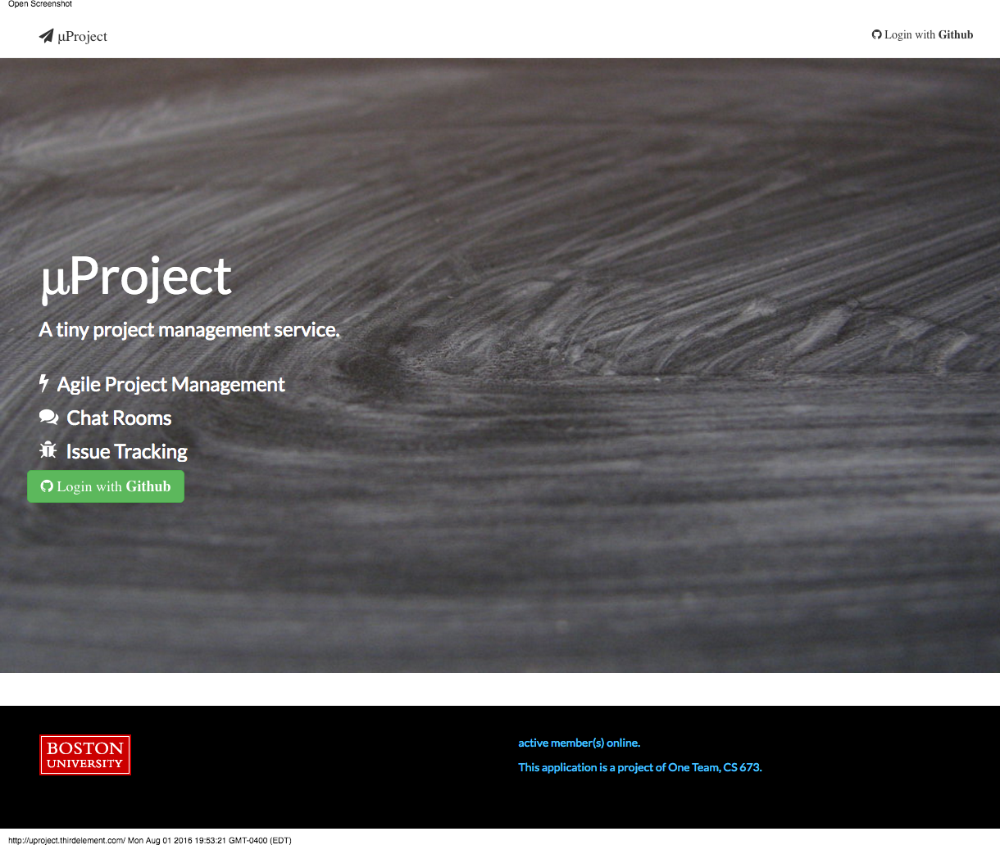 Open Screenshot
µProject
Login with Github
µProject
A tiny project management service.
Agile Project Management
Chat Rooms
Issue Tracking
Login with Github
BOSTON
UNIVERSITY
active member(s) online.
This application is a project of One Team, CS 673.
http://uproject.thirdelement.com/ Mon Aug 01 2016 19:53:21 GMT-0400 (EDT)